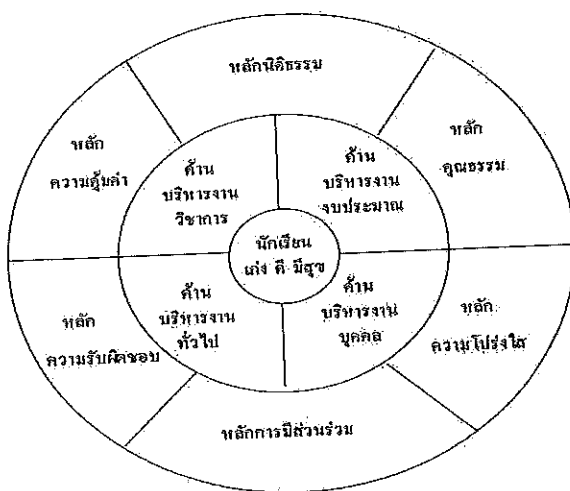 หลักนิติธรรม
หลัก
คุณธรรม
หลัก
ความโปร่งใส
หลักการมีส่วนร่วม
หลัก
ความรับผิดชอบ
หลัก
ความคุ้มค่า
ด้าน
บริหารงาน
วิชาการ
ด้าน
บริหารงาน
งบประมาณ
ด้าน
บริหารงาน
บุคคล
ด้าน
บริหารงาน
ทั่วไป
นักเรียน
เก่ง ดี มีสุข